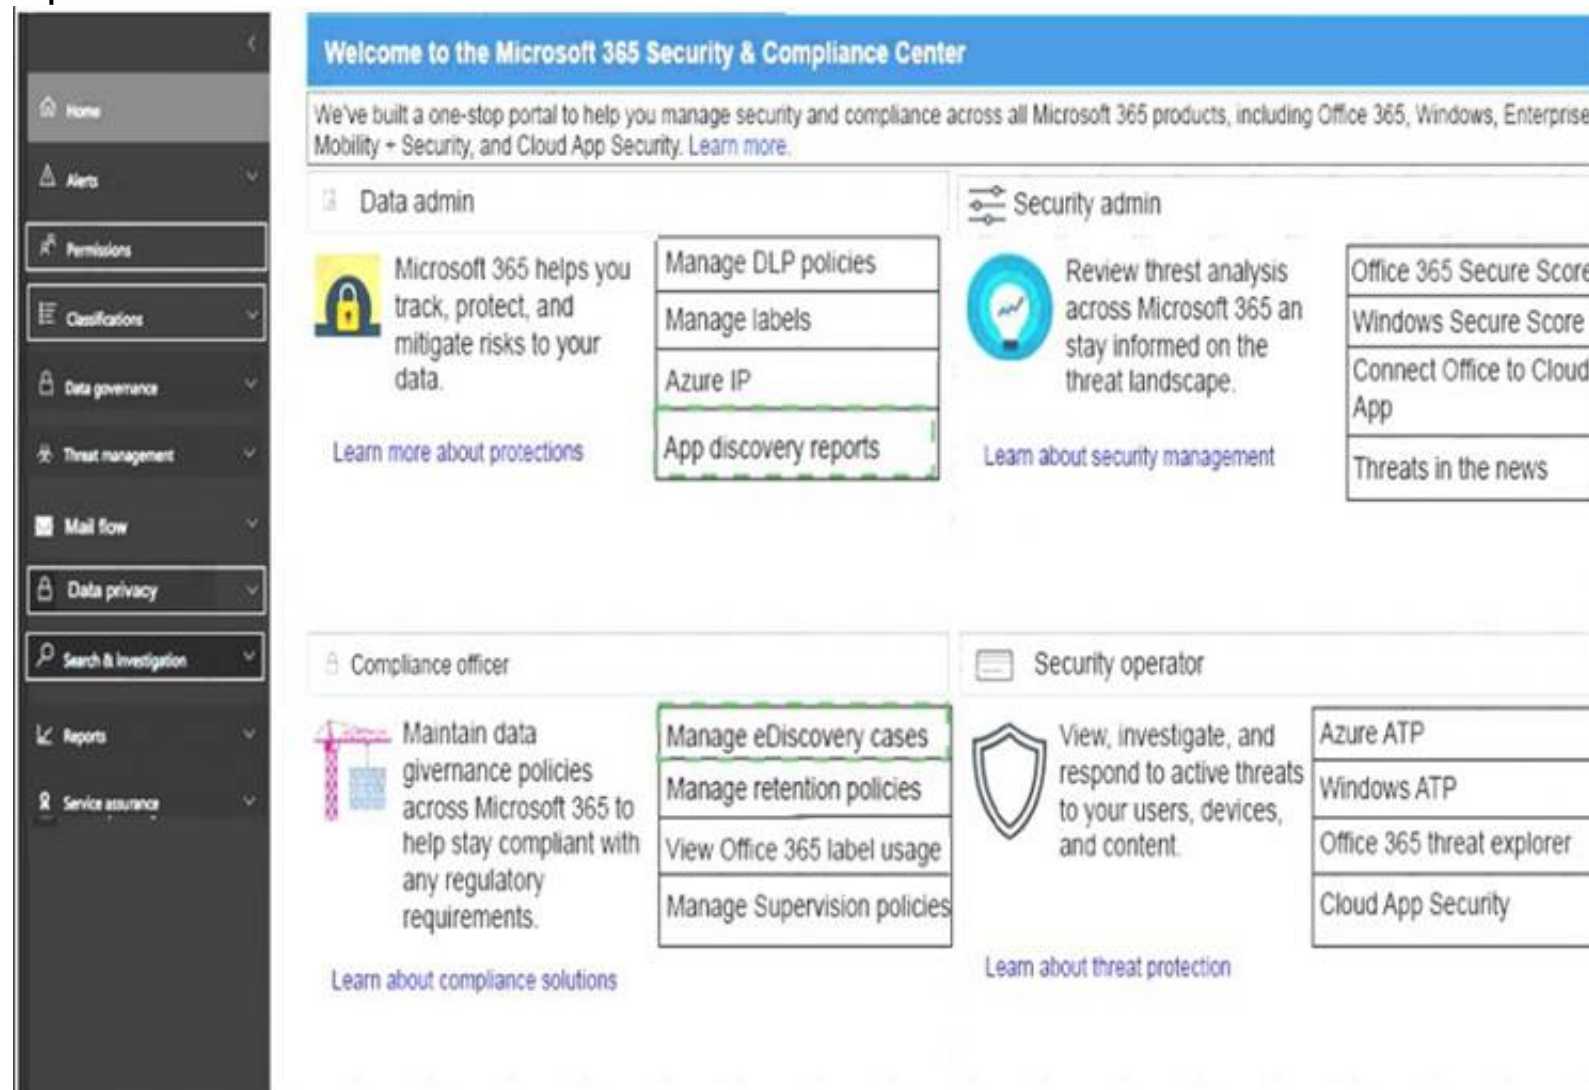 Welcome to the Microsoft 365 Security & Compliance Center
We've built a one-stop portal to help you manage security and compliance across all Microsoft 365 products, including Office 365, Windows, Enterprise
Mobility + Security, and Cloud App Security. Learn more.
Home
Alerts
Permissions
Classifications
Data governance
Threat management
Mail flow
Data privacy
Search & investigation
Reports
Service assurance
Data admin
Microsoft 365 helps you
track, protect, and
mitigate risks to your
data.
Learn more about protections
Manage DLP policies
Manage labels
Azure IP
App discovery reports
Security admin
Review threst analysis
across Microsoft 365 an
stay informed on the
threat landscape.
Learn about security management
Office 365 Secure Score
Windows Secure Score
Connect Office to Cloud
App
Threats in the news
Compliance officer
Maintain data
givernance policies
across Microsoft 365 to
help stay compliant with
any regulatory
requirements.
Learn about compliance solutions
Manage eDiscovery cases
Manage retention policies
View Office 365 label usage
Manage Supervision policies
Security operator
View, investigate, and
respond to active threats
to your users, devices,
and content.
Learn about threat protection
Azure ATP
Windows ATP
Office 365 threat explorer
Cloud App Security